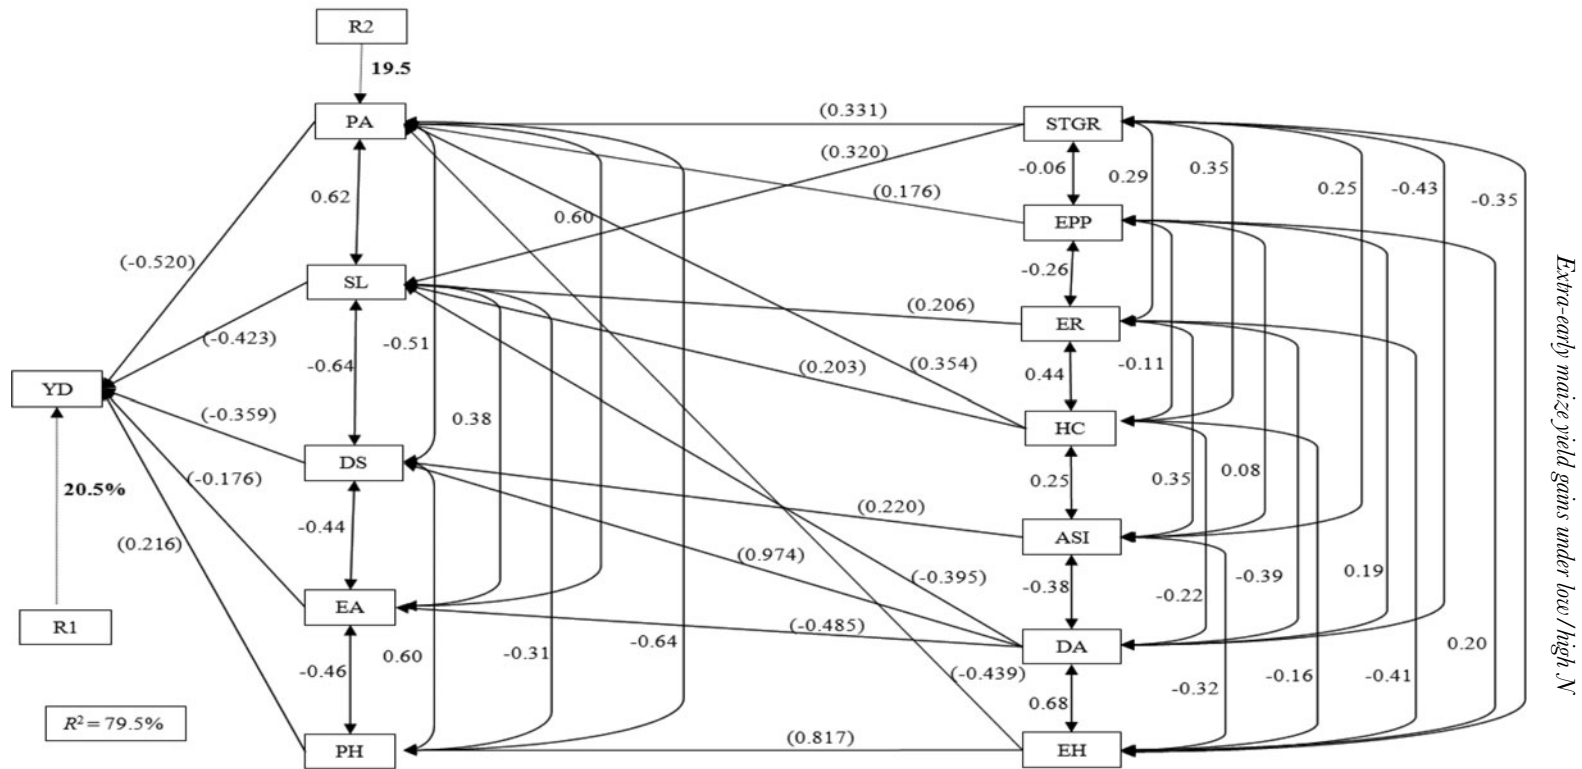 R2
19.5
PA
(0.331)
STGR
(0.320)
-0.06
0.29
0.35
0.25
-0.43
-0.35
0.62
0.60
(0.176)
EPP
(-0.520)
SL
-0.26
(0.206)
ER
(-0.423)
-0.64
-0.51
(0.203)
(0.354)
0.44
-0.11
YD
(-0.359)
0.38
HC
DS
(-0.176)
20.5%
0.25
0.35
0.08
-0.44
(0.220)
ASI
(0.216)
(0.974)
(-0.395)
-0.38
-0.22
-0.39
0.19
EA
R1
(-0.485)
DA
-0.46
0.60
-0.31
-0.64
(-0.439)
0.68
-0.32
-0.16
-0.41
0.20
R² = 79.5%
PH
(0.817)
EH
Extra-early maize yield gains under low/high N